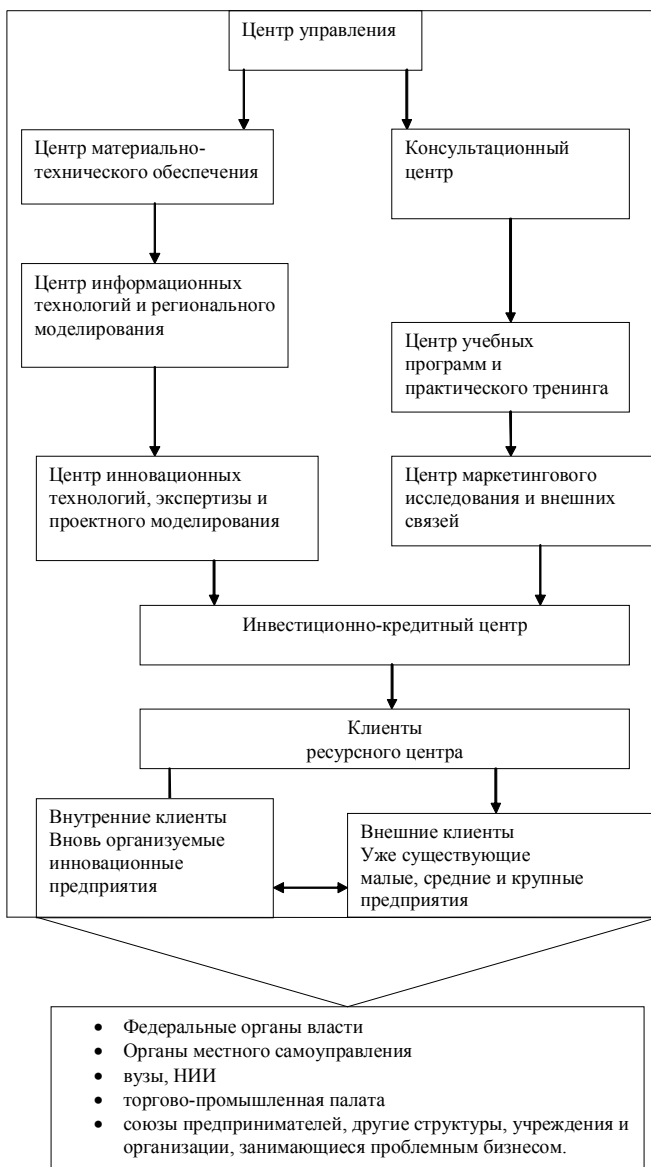 Центр управления
Центр материально-
технического обеспечения
Консультационный
центр
Центр информационных
технологий и регионального
моделирования
Центр учебных
программ и
практического тренинга
Центр инновационных
технологий, экспертизы и
проектного моделирования
Центр маркетингового
исследования и внешних
связей
Инвестиционно-кредитный центр
Клиенты
ресурсного центра
Внутренние клиенты
Вновь организуемые
инновационные
предприятия
Внешние клиенты
Уже существующие
малые, средние и крупные
предприятия
• Федеральные органы власти
• Органы местного самоуправления
• вузы, НИИ
• торгово-промышленная палата
• союзы предпринимателей, другие структуры, учреждения и
организации, занимающиеся проблемным бизнесом.